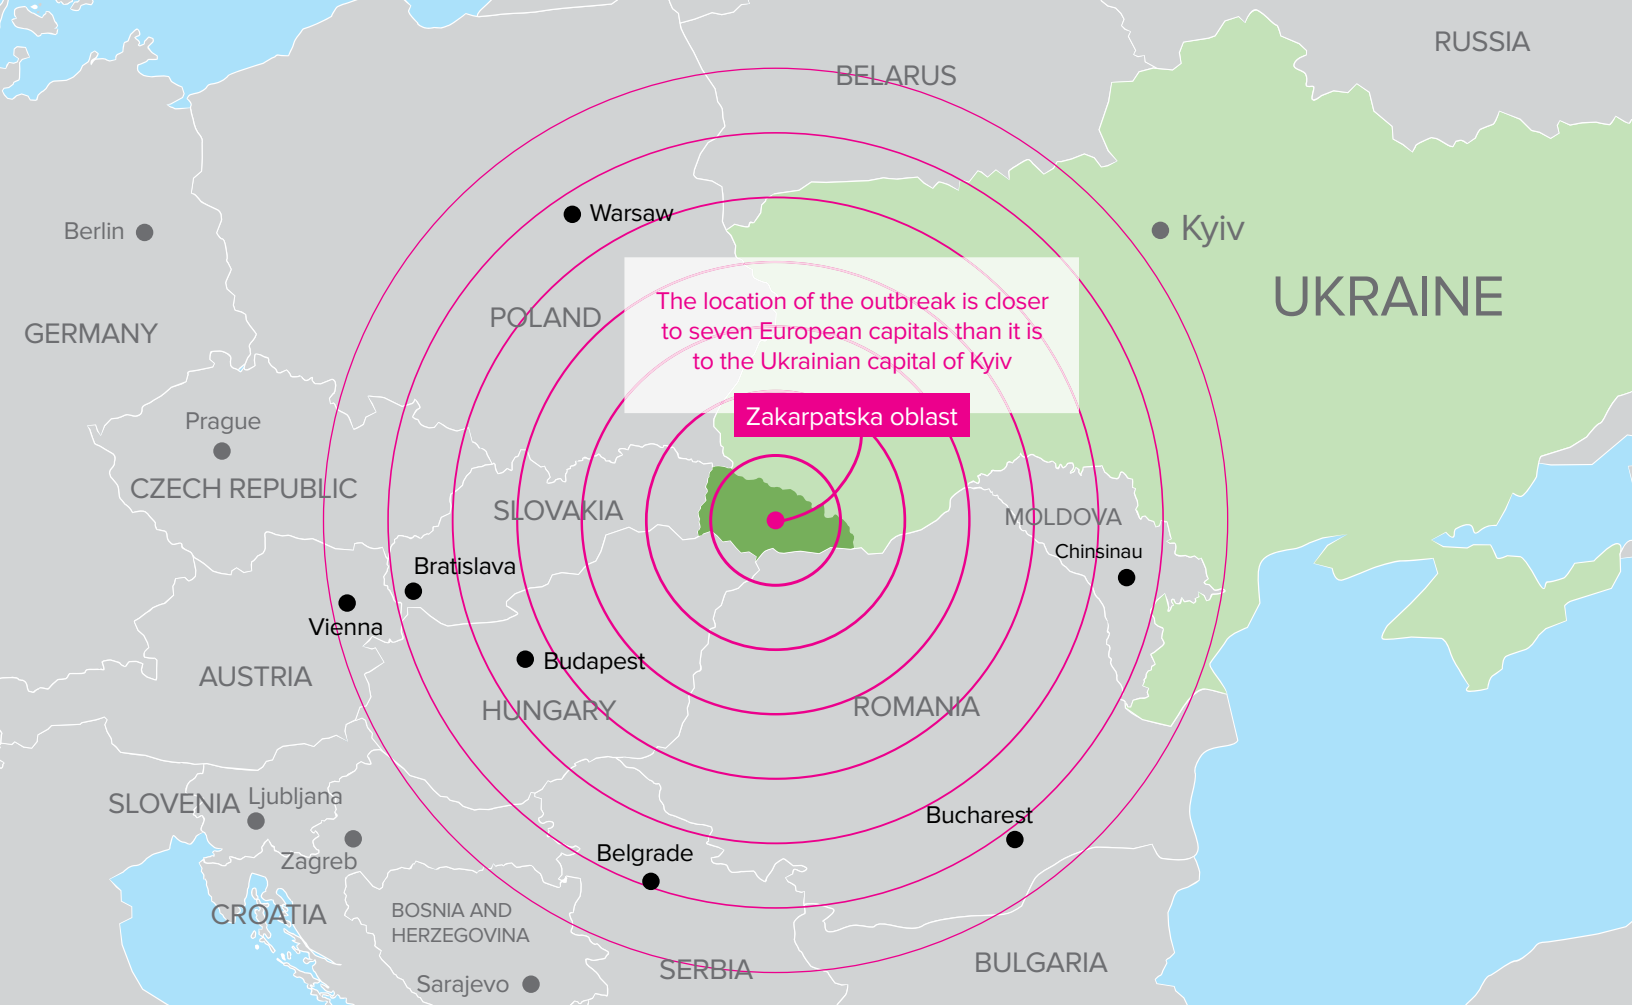 RUSSIA
BELARUS
Warsaw
Berlin
Kyiv
UKRAINE
The location of the outbreak is closer
to seven European capitals than it is
to the Ukrainian capital of Kyiv
POLAND
GERMANY
Zakarpatska oblast
Prague
CZECH REPUBLIC
SLOVAKIA
MOLDOVA
Chinsinau
Bratislava
Vienna
Budapest
AUSTRIA
HUNGARY
ROMANIA
SLOVENIA
Ljubljana
Bucharest
Zagreb
Belgrade
CROATIA
BOSNIA AND
HERZEGOVINA
SERBIA
BULGARIA
Sarajevo